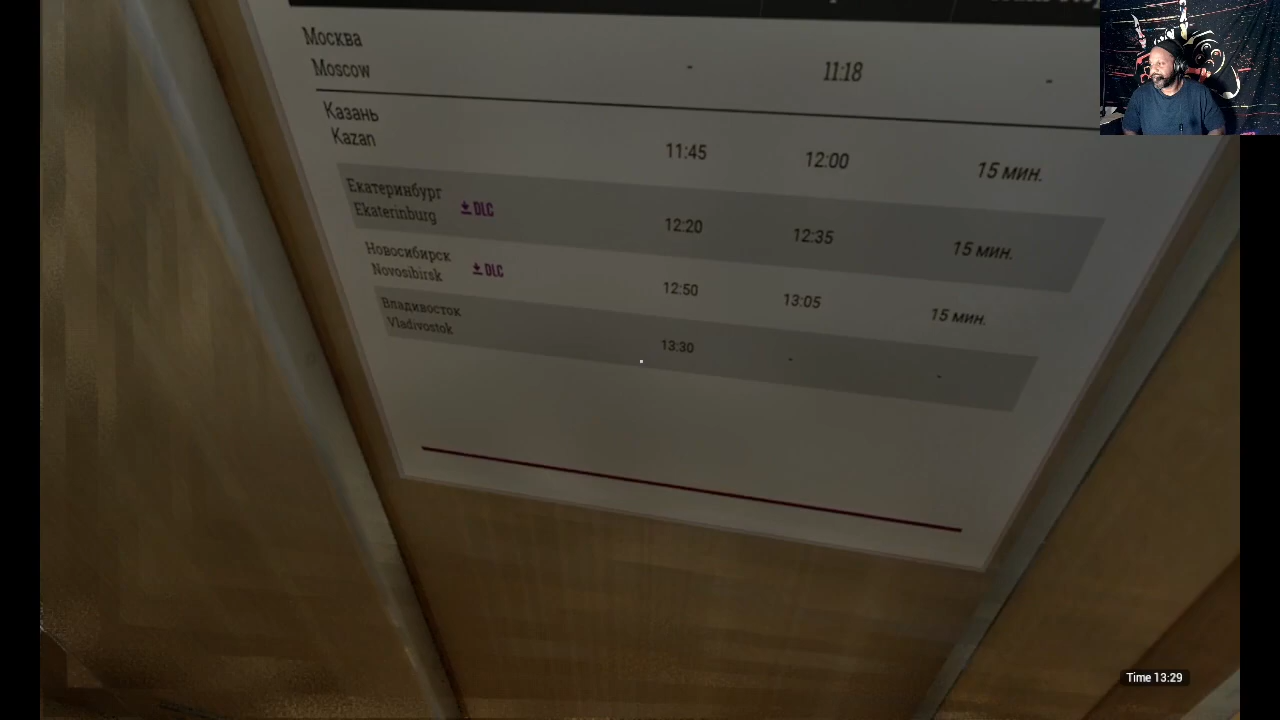 Москва
Moscow - 11:18 -
Казань
Kazan 11:45 12:00 15 мин.
Екатеринбург
Ekaterinburg DLC 12:20 12:35 15 мин.
Новосибирск
Novosibirsk DLC 12:50 13:05 15 мин.
Владивосток
Vladivostok 13:30 - -
Time 13:29